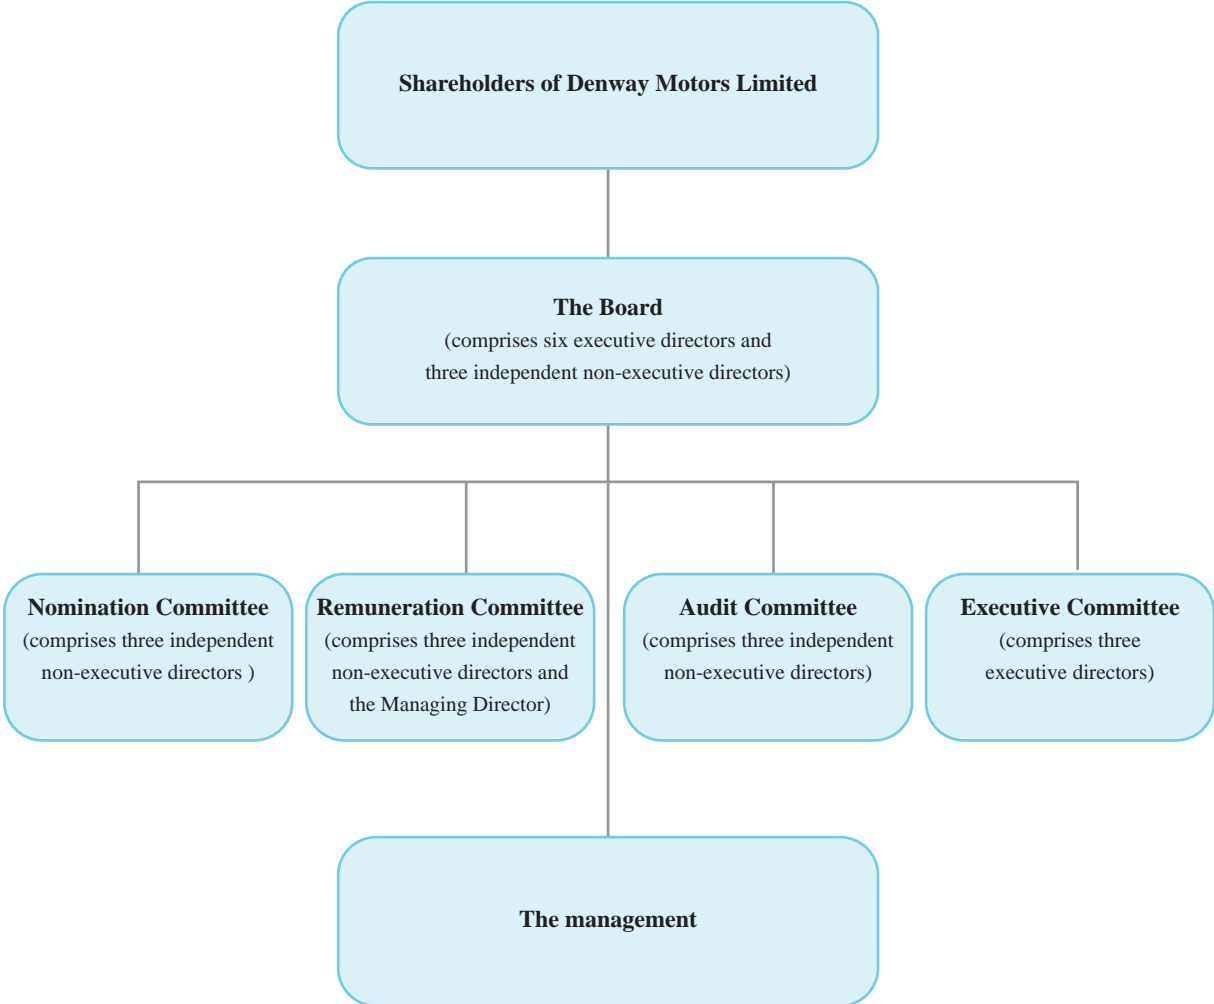 Shareholders of Denway Motors Limited
The Board
(comprises six executive directors and
three independent non-executive directors)
Nomination Committee
(comprises three independent
non-executive directors )
Remuneration Committee
(comprises three independent
non-executive directors and
the Managing Director)
Audit Committee
(comprises three independent
non-executive directors)
Executive Committee
(comprises three
executive directors)
The management